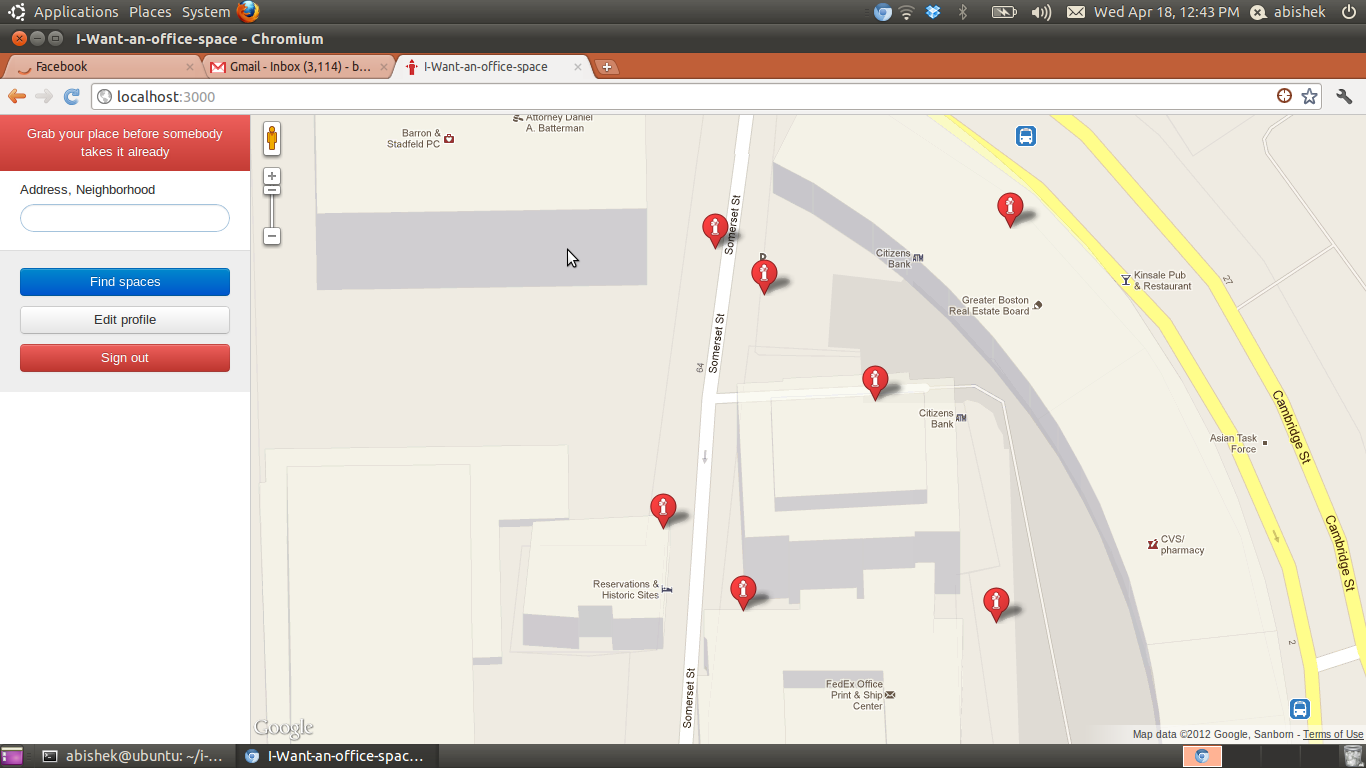 Applications Places System
Wed Apr 18, 12:43 PM
abishek
I-Want-an-office-space - Chromium
Facebook
Gmail - Inbox (3,114) - b...
I-Want-an-office-space
localhost:3000
Grab your place before somebody
takes it already
Address, Neighborhood
Find spaces
Edit profile
Sign out
Attorney Daniel
A. Batterman
Barron &
Stadfeld PC
Somerset St
P
Citizens
Bank
ATM
Kinsale Pub
& Restaurant
27
Greater Boston
Real Estate Board
Somerset St
64
Citizens
Bank
ATM
Cambridge St
Asian Task
Force
Cambridge St
CVS/
pharmacy
Reservations &
Historic Sites
2
Somerset St
FedEx Office
Print & Ship
Center
Google
Map data ©2012 Google, Sanborn - Terms of Use
abishek@ubuntu: ~/i-...
I-Want-an-office-spac...